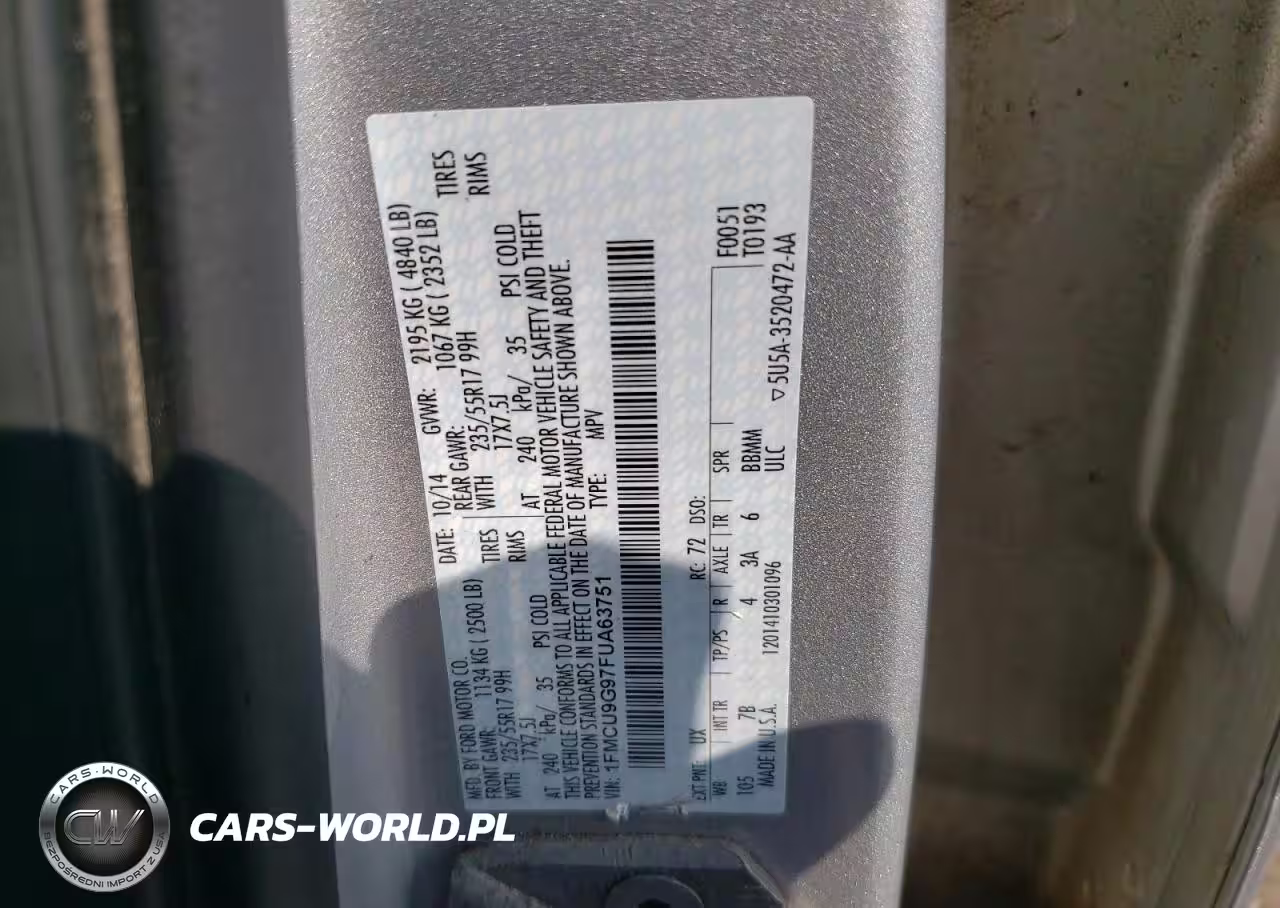 MFD. BY FORD MOTOR CO. DATE: 10/14 GVWR: 2195 KG ( 4840 LB)
FRONT GAWR: 1134 KG ( 2500 LB) REAR GAWR: 1067 KG ( 2352 LB)
WITH 235/55R17 99H TIRES WITH 235/55R17 99H TIRES
17X7.5J RIMS 17X7.5J RIMS
AT 240 kPa/ 35 PSI COLD AT 240 kPa/ 35 PSI COLD
THIS VEHICLE CONFORMS TO ALL APPLICABLE FEDERAL MOTOR VEHICLE SAFETY AND THEFT
PREVENTION STANDARDS IN EFFECT ON THE DATE OF MANUFACTURE SHOWN ABOVE.
VIN: 1FMCU9G97FUA63751 TYPE: MPV
EXT PNT: UX RC: 72 DSO:
WB INT TR TP/PS R AXLE TR SPR F0051
105 7B 4 3A 6 BBMM T0193
MADE IN U.S.A. 1201410301096 ULC ▽5U5A-3520472-AA
CARS-WORLD
CW
BEZPOŚREDNI IMPORT Z USA
CARS-WORLD.PL